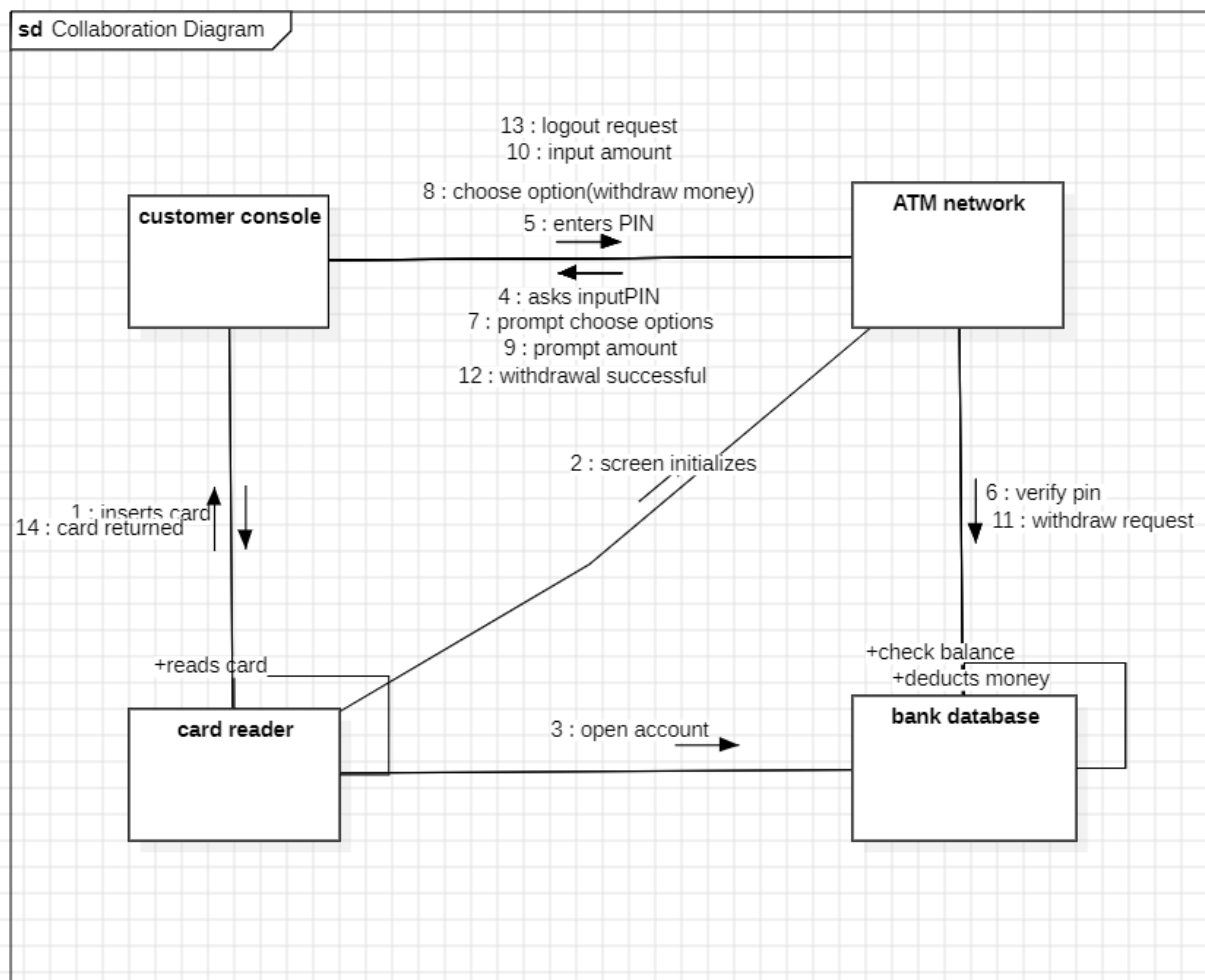 sd Collaboration Diagram
13 : logout request
10 : input amount
8 : choose option(withdraw money)
5 : enters PIN
customer console
ATM network
4 : asks inputPIN
7 : prompt choose options
9 : prompt amount
12 : withdrawal successful
2 : screen initializes
1 : inserts card
14 : card returned
6 : verify pin
11 : withdraw request
+reads card
+check balance
+deducts money
card reader
3 : open account
bank database